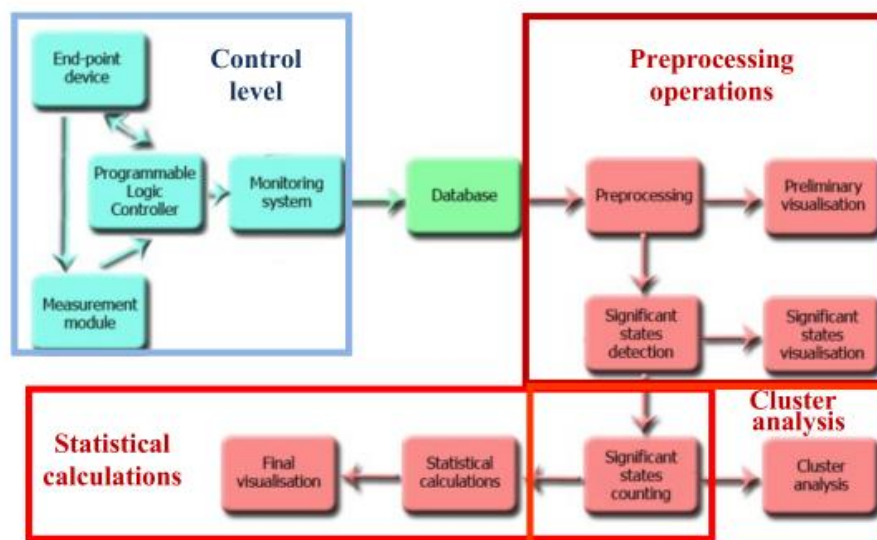 End-point
device
Control
level
Preprocessing
operations
Programmable
Logic
Controller
Monitoring
system
Database
Preprocessing
Preliminary
visualisation
Measurement
module
Significant
states
detection
Significant
states
visualisation
Statistical
calculations
Final
visualisation
Statistical
calculations
Significant
states
counting
Cluster
analysis
Cluster
analysis